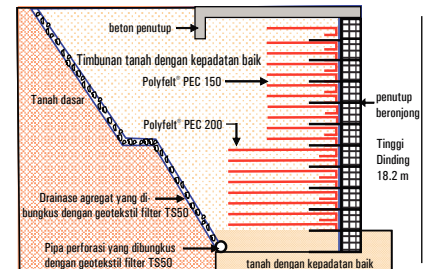 beton penutup
Timbunan tanah dengan kepadatan baik
Polyfelt® PEC 150
Tanah dasar
penutup
beronjong
Polyfelt® PEC 200
Tinggi
Dinding
18.2 m
Drainase agregat yang di-
bungkus dengan geotekstil filter TS50
Pipa perforasi yang dibungkus
dengan geotekstil filter TS50
tanah dengan kepadatan baik